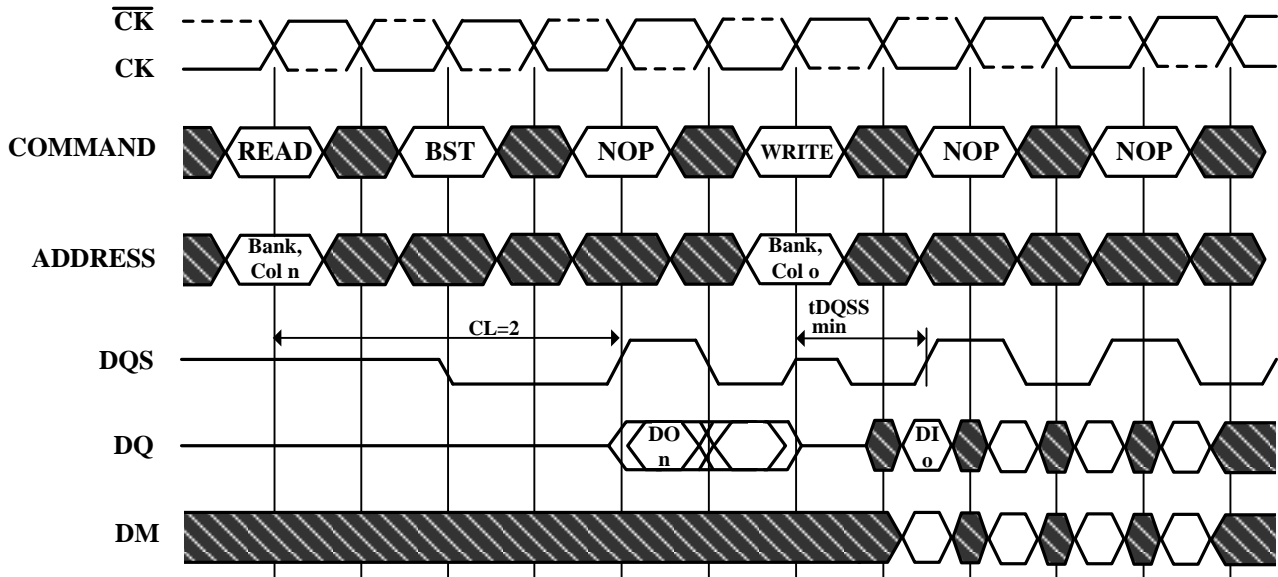 CK
CK
COMMAND
READ
BST
NOP
WRITE
NOP
NOP
ADDRESS
Bank,
Col n
Bank,
Col o
CL=2
tDQSS
min
DQS
DQ
DO
n
DI
o
DM